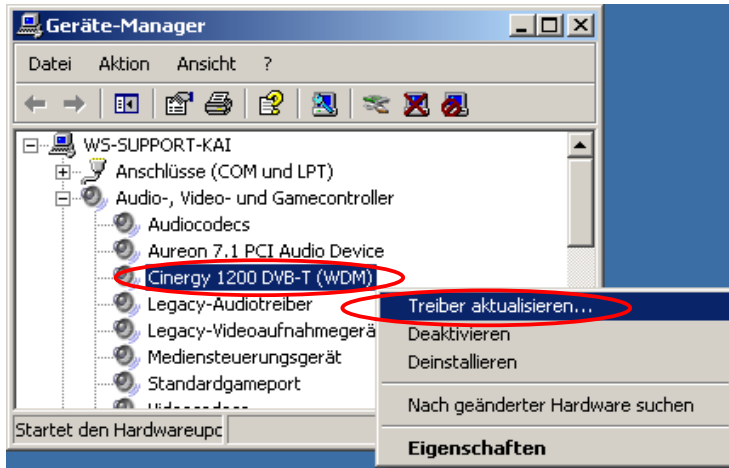 Geräte-Manager
Datei Aktion Ansicht ?
WS-SUPPORT-KAI
Anschlüsse (COM und LPT)
Audio-, Video- und Gamecontroller
Audiocodecs
Aureon 7.1 PCI Audio Device
Cinergy 1200 DVB-T (WDM)
Legacy-Audiotreiber
Legacy-Videoaufnahmegerä
Mediensteuerungsgerät
Standardgameport
Startet den Hardwareupd
Treiber aktualisieren...
Deaktivieren
Deinstallieren
Nach geänderter Hardware suchen
Eigenschaften